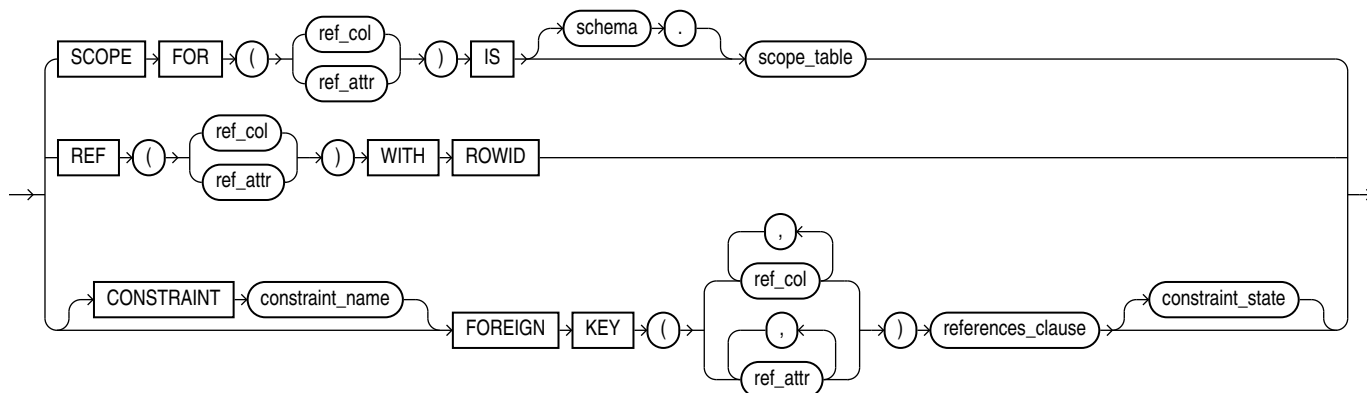 SCOPE FOR ( ref_col ref_attr ) IS schema . scope_table
REF ( ref_col ref_attr ) WITH ROWID
CONSTRAINT constraint_name FOREIGN KEY ( , ref_col , ref_attr ) references_clause constraint_state